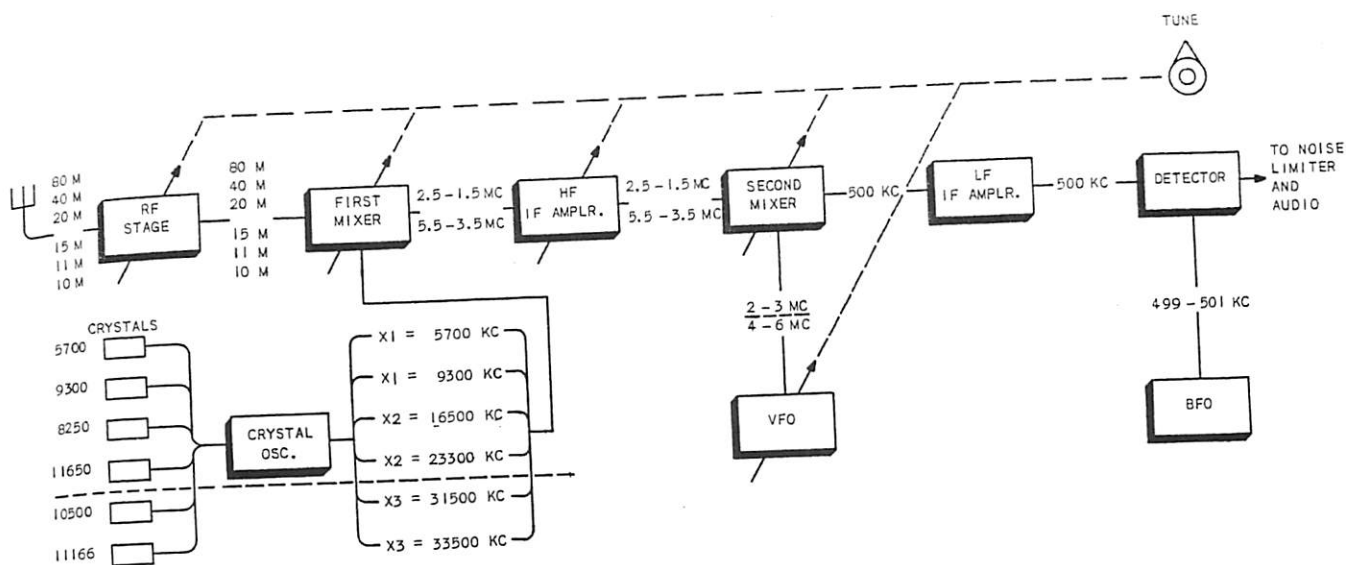 TUNE
80 M
40 M
20 M
15 M
11 M
10 M
RF
STAGE
80 M
40 M
20 M
15 M
11 M
10 M
FIRST
MIXER
2.5-1.5 MC
5.5-3.5 MC
HF
IF AMPLR.
2.5-1.5 MC
5.5-3.5 MC
SECOND
MIXER
500 KC
LF
IF AMPLR.
500 KC
DETECTOR
TO NOISE
LIMITER
AND
AUDIO
CRYSTALS
5700
9300
8250
11650
10500
11166
CRYSTAL
OSC.
X1 = 5700 KC
X1 = 9300 KC
X2 = 16500 KC
X2 = 23300 KC
X3 = 31500 KC
X3 = 33500 KC
2-3 MC
4-6 MC
VFO
499-501 KC
BFO